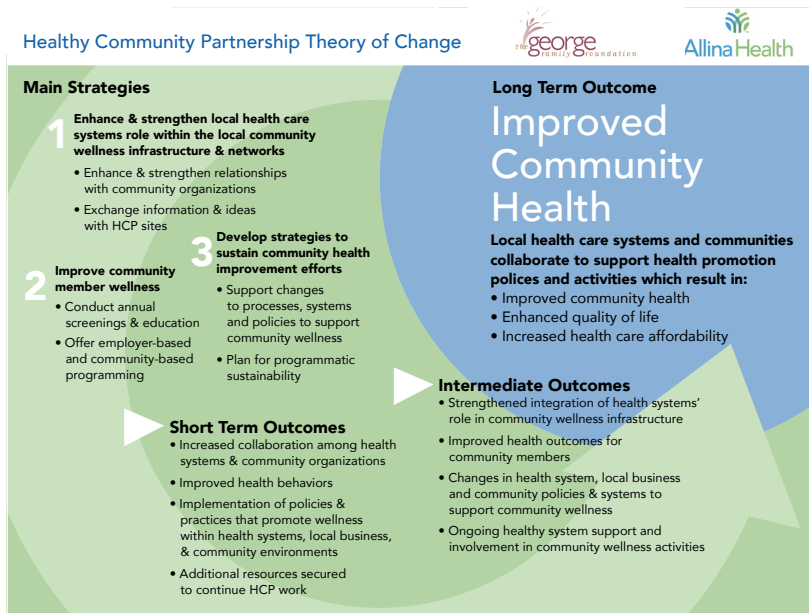 Healthy Community Partnership Theory of Change
the george
family foundation
Allina Health
Main Strategies
1
Enhance & strengthen local health care
systems role within the local community
wellness infrastructure & networks
• Enhance & strengthen relationships
with community organizations
• Exchange information & ideas
with HCP sites
2
Improve community
member wellness
• Conduct annual
screenings & education
• Offer employer-based
and community-based
programming
3
Develop strategies to
sustain community health
improvement efforts
• Support changes
to processes, systems
and policies to support
community wellness
• Plan for programmatic
sustainability
Short Term Outcomes
• Increased collaboration among health
systems & community organizations
• Improved health behaviors
• Implementation of policies &
practices that promote wellness
within health systems, local business,
& community environments
• Additional resources secured
to continue HCP work
Intermediate Outcomes
• Strengthened integration of health systems’
role in community wellness infrastructure
• Improved health outcomes for
community members
• Changes in health system, local business
and community policies & systems to
support community wellness
• Ongoing healthy system support and
involvement in community wellness activities
Long Term Outcome
Improved
Community
Health
Local health care systems and communities
collaborate to support health promotion
polices and activities which result in:
• Improved community health
• Enhanced quality of life
• Increased health care affordability